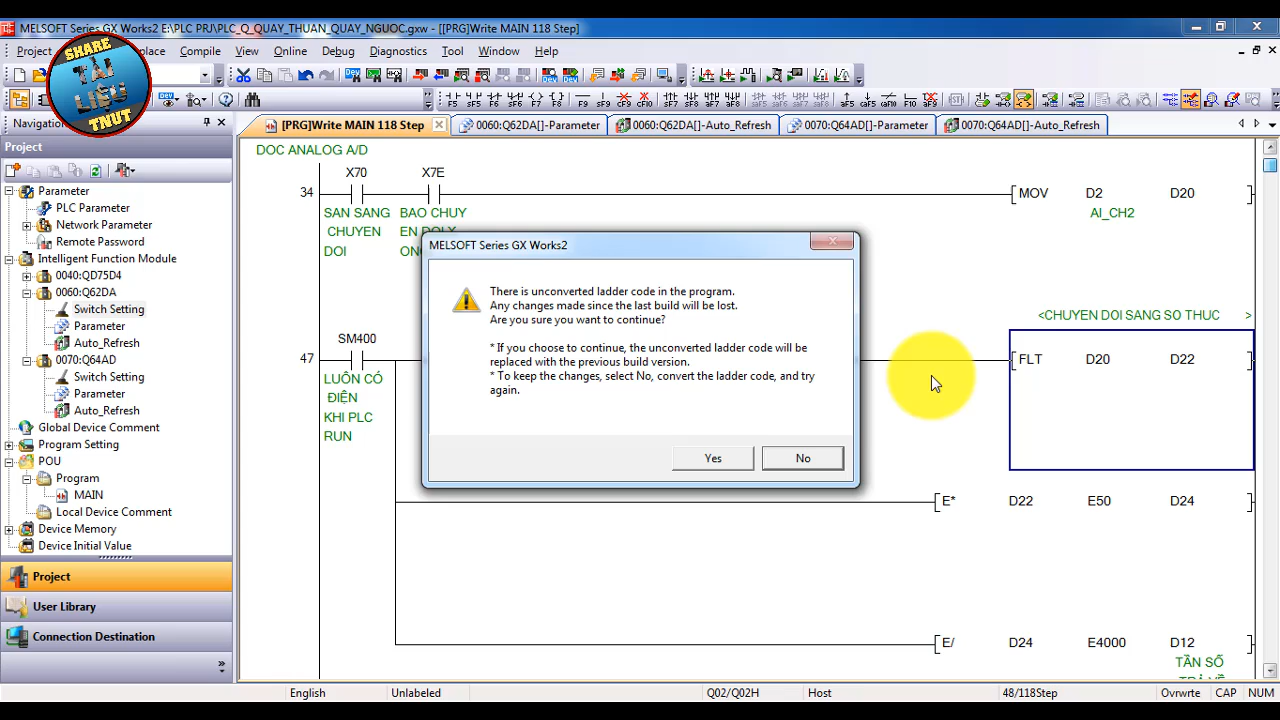 MELSOFT Series GX Works2 E:\PLC PRJ\PLC_Q_QUAY_THUAN_QUAY_NGUOC.gxw - [[PRG]Write MAIN 118 Step]
Project
Compile
View
Online
Debug
Diagnostics
Tool
Window
Help
SHARE
TÀI
LIỆU
TNUT
Project
[PRG]Write MAIN 118 Step
0060:Q62DA[]-Parameter
0060:Q62DA[]-Auto_Refresh
0070:Q64AD[]-Parameter
0070:Q64AD[]-Auto_Refresh
Parameter
PLC Parameter
Network Parameter
Remote Password
Intelligent Function Module
0040:QD75D4
0060:Q62DA
Switch Setting
Parameter
Auto_Refresh
0070:Q64AD
Switch Setting
Parameter
Auto_Refresh
Global Device Comment
Program Setting
POU
Program
MAIN
Local Device Comment
Device Memory
Device Initial Value
Project
User Library
Connection Destination
DOC ANALOG A/D
X70 X7E
34 MOV D2 D20
SAN SANG BAO CHUY AI_CH2
CHUYEN
DOI
<CHUYEN DOI SANG SO THUC >
SM400
47 FLT D20 D22
LUÔN CÓ
ĐIỆN
KHI PLC
RUN
E* D22 E50 D24
E/ D24 E4000 D12
TẦN SỐ
MELSOFT Series GX Works2
There is unconverted ladder code in the program.
Any changes made since the last build will be lost.
Are you sure you want to continue?
* If you choose to continue, the unconverted ladder code will be
replaced with the previous build version.
* To keep the changes, select No, convert the ladder code, and try
again.
Yes
No
English
Unlabeled
Q02/Q02H
Host
48/118Step
Ovrwrte
CAP
NUM